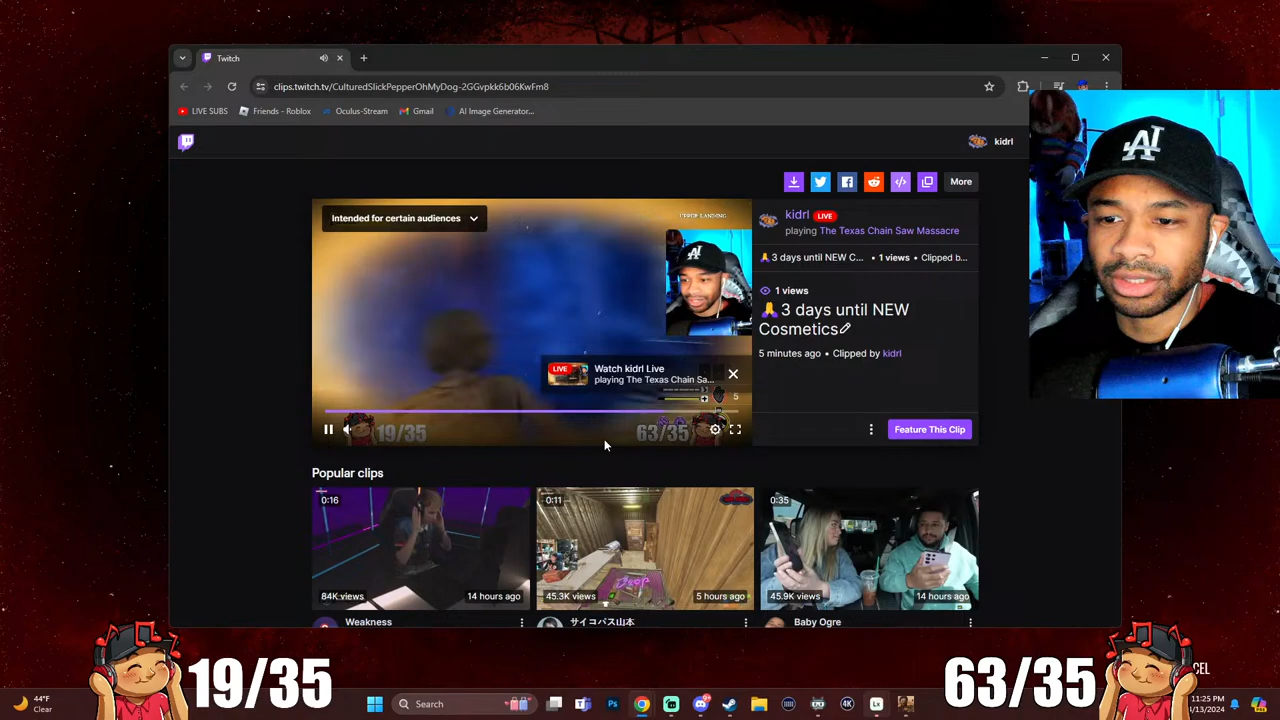 Twitch
clips.twitch.tv/CulturedSlickPepperOhMyDog-2GGvpkk6b06KwFm8
LIVE SUBS
Friends - Roblox
Oculus-Stream
Gmail
AI Image Generator...
kidrl
More
Intended for certain audiences
kidrl LIVE
playing The Texas Chain Saw Massacre
🙏 3 days until NEW C... • 1 views • Clipped b...
1 views
🙏3 days until NEW
Cosmetics
5 minutes ago • Clipped by kidrl
LIVE
Watch kidrl Live
playing The Texas Chain Sa...
5
19/35
63/35
Feature This Clip
Popular clips
0:16
84K views
14 hours ago
0:11
45.3K views
5 hours ago
0:35
45.9K views
14 hours ago
Weakness
サイコパス山本
Baby Ogre
19/35
63/35
44°F
Clear
Search
11:25 PM